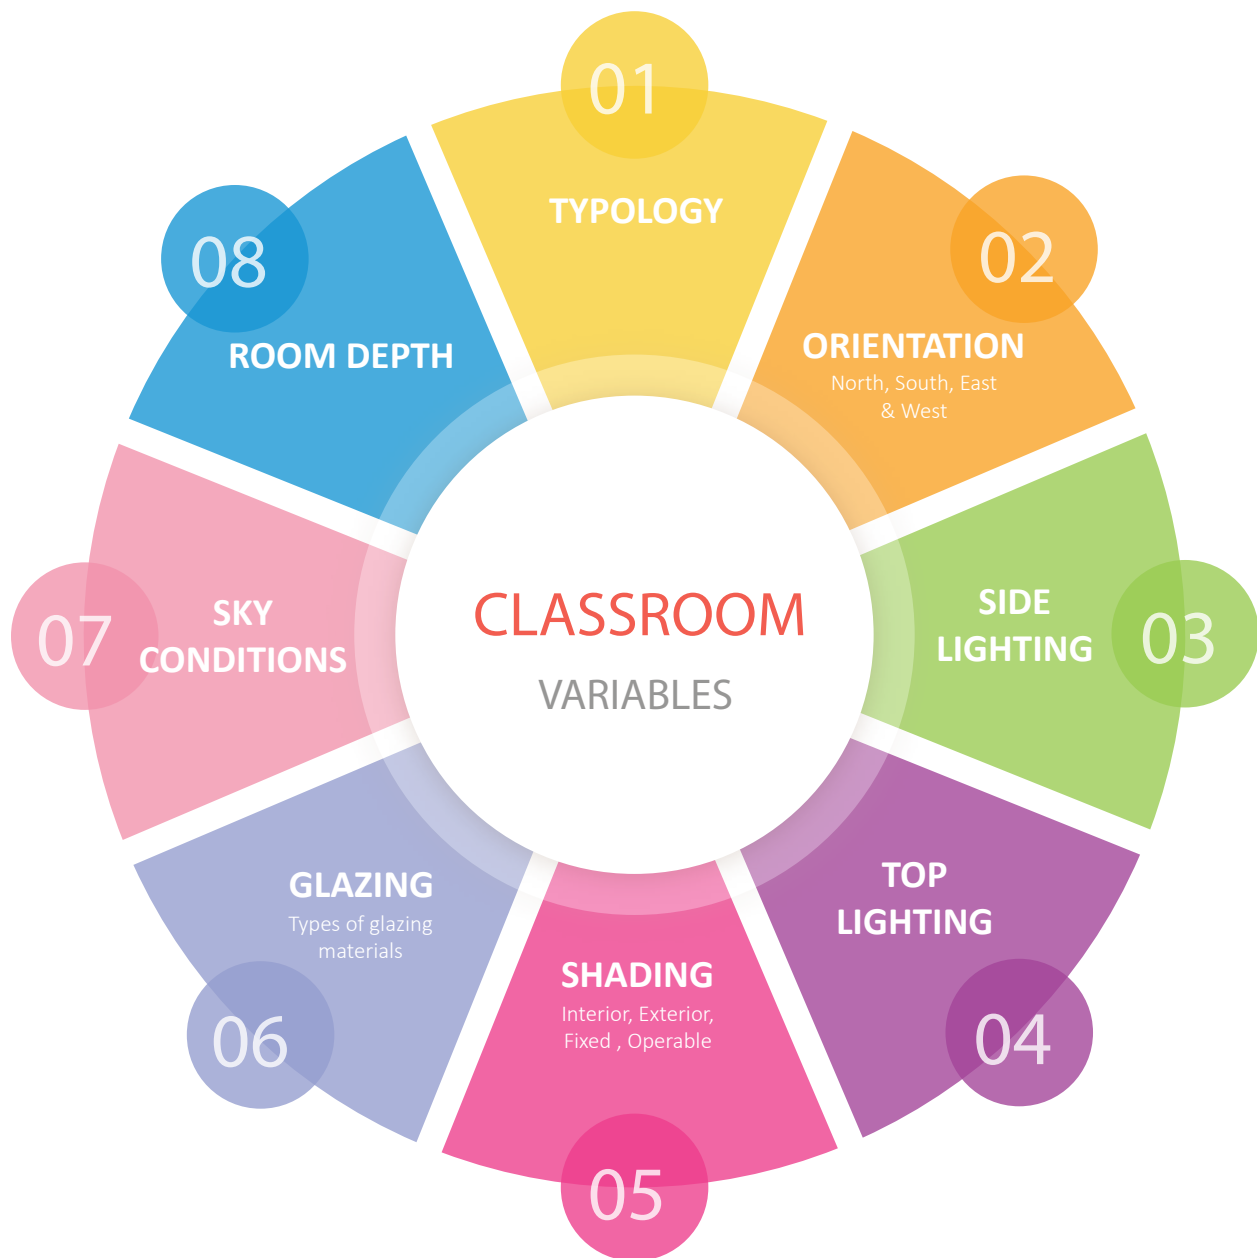 CLASSROOM
VARIABLES
01
TYPOLOGY
02
ORIENTATION
North, South, East
& West
03
SIDE
LIGHTING
04
TOP
LIGHTING
05
SHADING
Interior, Exterior,
Fixed , Operable
06
GLAZING
Types of glazing
materials
07
SKY
CONDITIONS
08
ROOM DEPTH